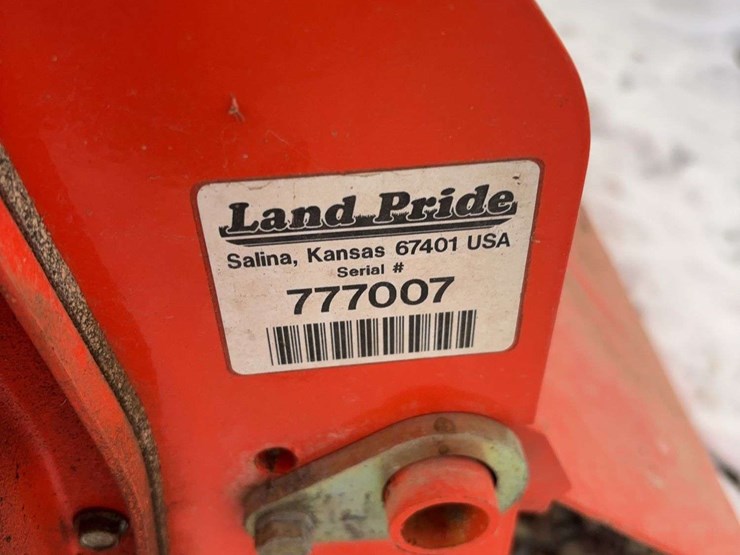 Land Pride
Salina, Kansas 67401 USA
Serial #
777007